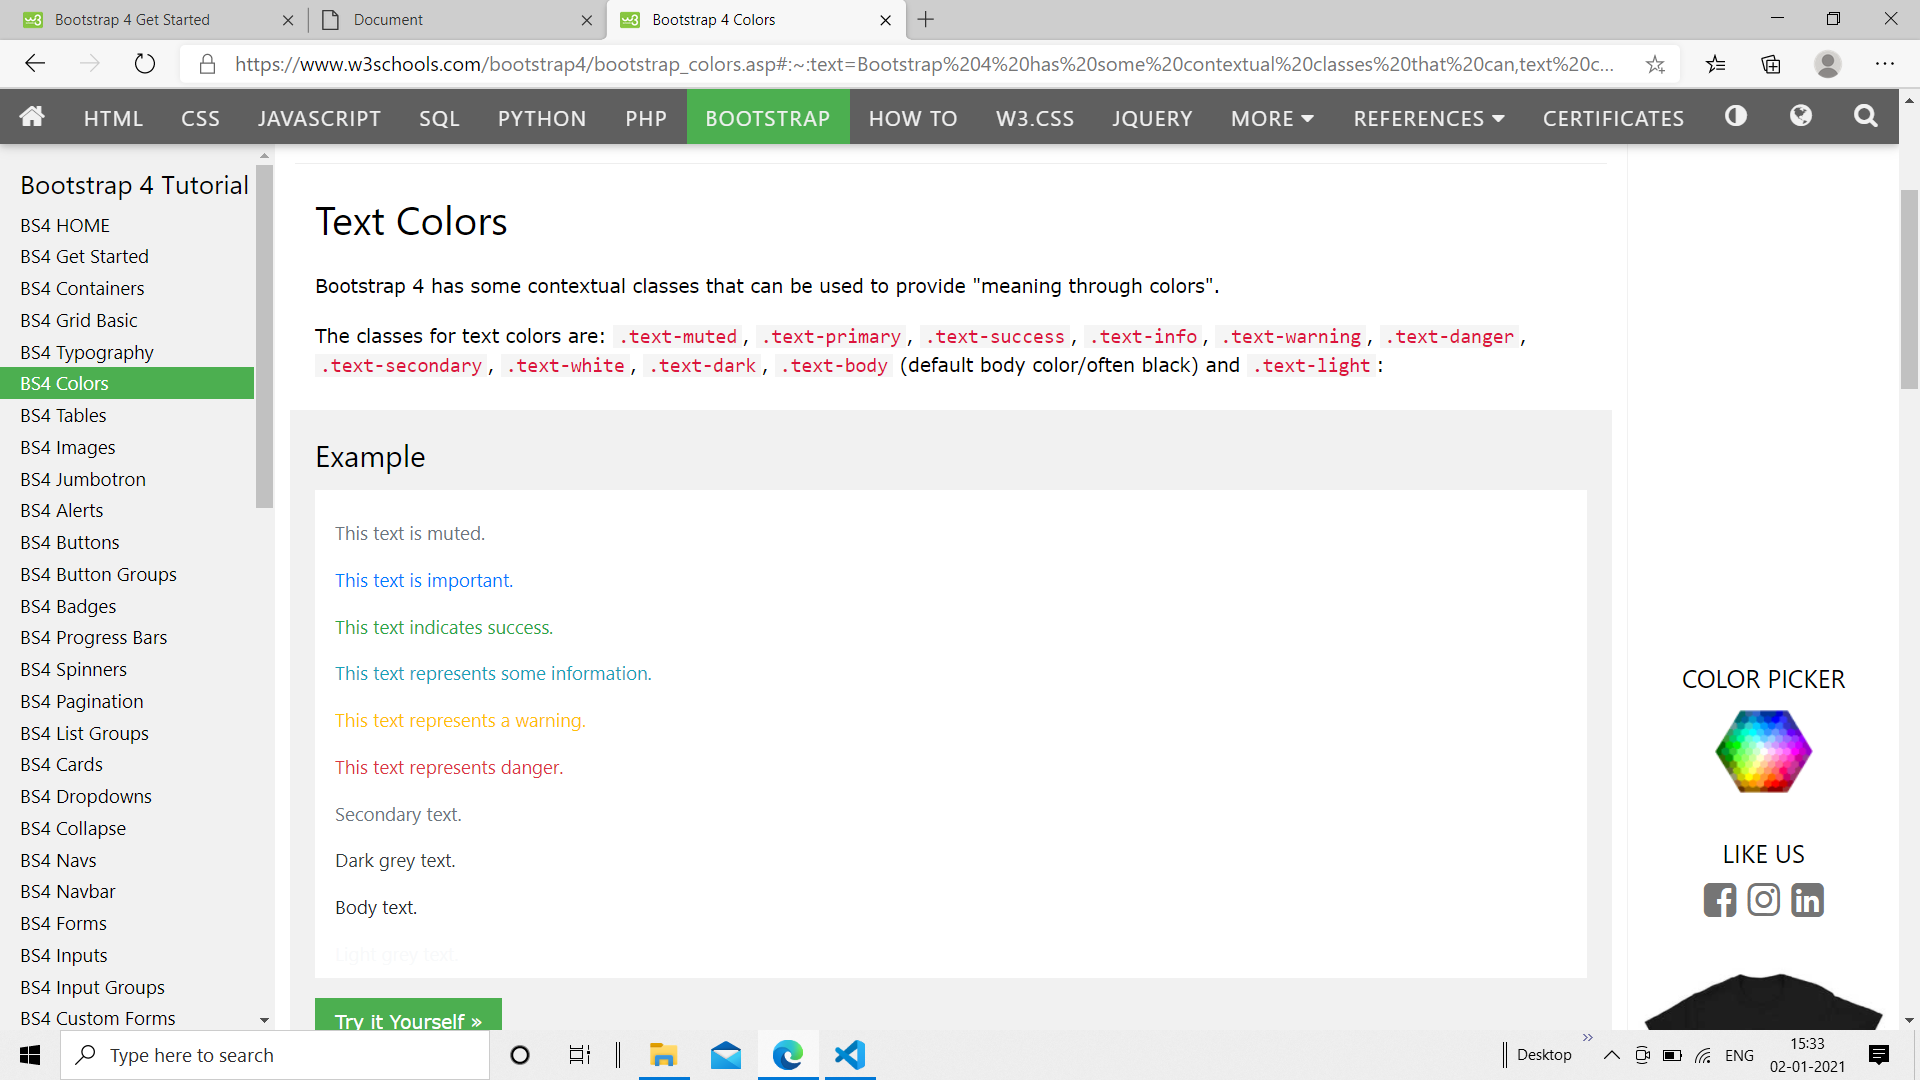 Bootstrap 4 Get Started
Document
Bootstrap 4 Colors
https://www.w3schools.com/bootstrap4/bootstrap_colors.asp#:~:text=Bootstrap%204%20has%20some%20contextual%20classes%20that%20can,text%20c...
HTML CSS JAVASCRIPT SQL PYTHON PHP BOOTSTRAP HOW TO W3.CSS JQUERY MORE REFERENCES CERTIFICATES
Bootstrap 4 Tutorial
BS4 HOME
BS4 Get Started
BS4 Containers
BS4 Grid Basic
BS4 Typography
BS4 Colors
BS4 Tables
BS4 Images
BS4 Jumbotron
BS4 Alerts
BS4 Buttons
BS4 Button Groups
BS4 Badges
BS4 Progress Bars
BS4 Spinners
BS4 Pagination
BS4 List Groups
BS4 Cards
BS4 Dropdowns
BS4 Collapse
BS4 Navs
BS4 Navbar
BS4 Forms
BS4 Inputs
BS4 Input Groups
BS4 Custom Forms
Text Colors
Bootstrap 4 has some contextual classes that can be used to provide "meaning through colors".
The classes for text colors are: .text-muted, .text-primary, .text-success, .text-info, .text-warning, .text-danger,
.text-secondary, .text-white, .text-dark, .text-body (default body color/often black) and .text-light:
Example
This text is muted.
This text is important.
This text indicates success.
This text represents some information.
This text represents a warning.
This text represents danger.
Secondary text.
Dark grey text.
Body text.
Light grey text.
Try it Yourself »
COLOR PICKER
LIKE US
Type here to search
Desktop
»
ENG
15:33
02-01-2021